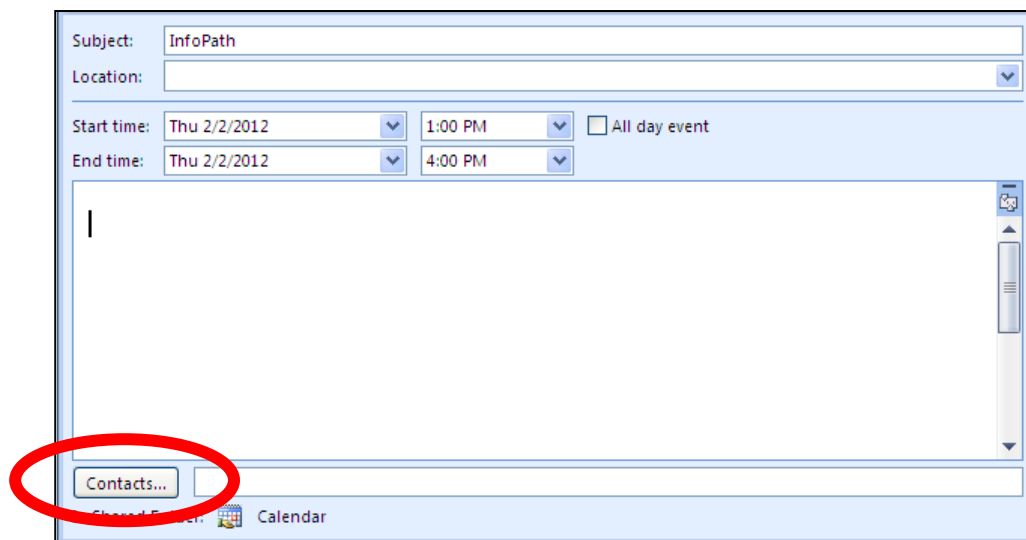 Subject: InfoPath
Location:
Start time: Thu 2/2/2012 1:00 PM All day event
End time: Thu 2/2/2012 4:00 PM
Contacts...
Calendar